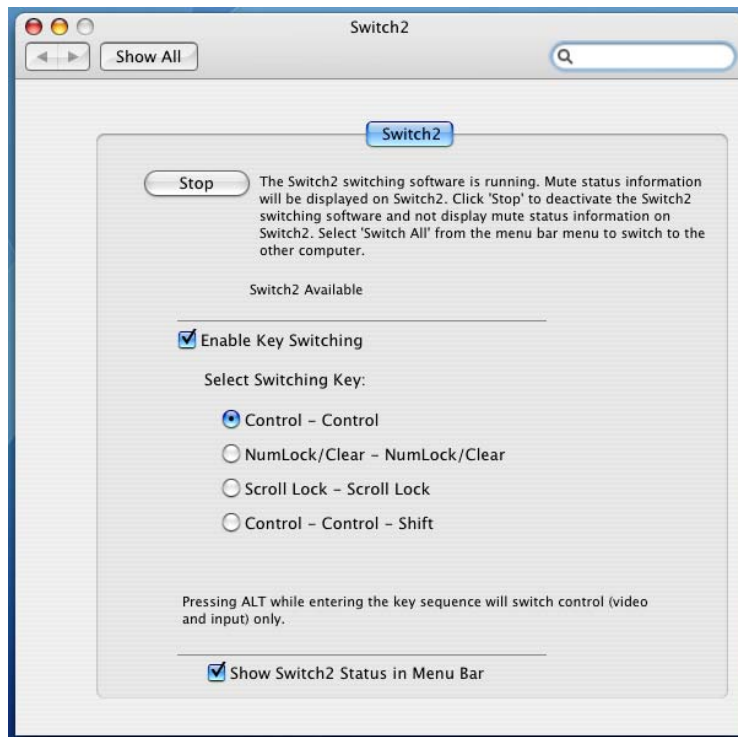 Switch2
Show All
Switch2
Stop
The Switch2 switching software is running. Mute status information
will be displayed on Switch2. Click 'Stop' to deactivate the Switch2
switching software and not display mute status information on
Switch2. Select 'Switch All' from the menu bar menu to switch to the
other computer.
Switch2 Available
Enable Key Switching
Select Switching Key:
Control – Control
NumLock/Clear – NumLock/Clear
Scroll Lock – Scroll Lock
Control – Control – Shift
Pressing ALT while entering the key sequence will switch control (video
and input) only.
Show Switch2 Status in Menu Bar